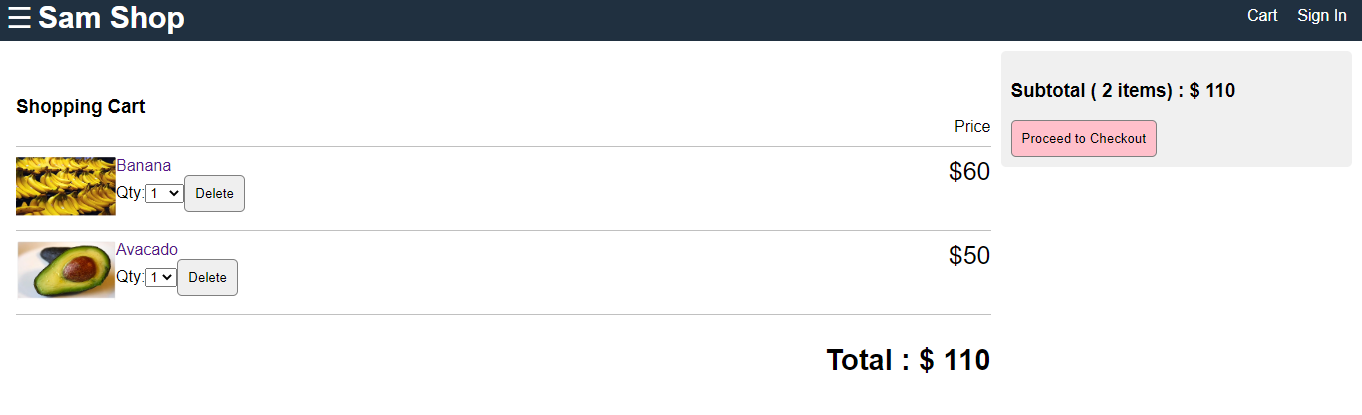 ☰ Sam Shop Cart Sign In
Shopping Cart
Price
Banana
$60
Qty: 1 Delete
Avacado
$50
Qty: 1 Delete
Total : $ 110
Subtotal ( 2 items) : $ 110
Proceed to Checkout